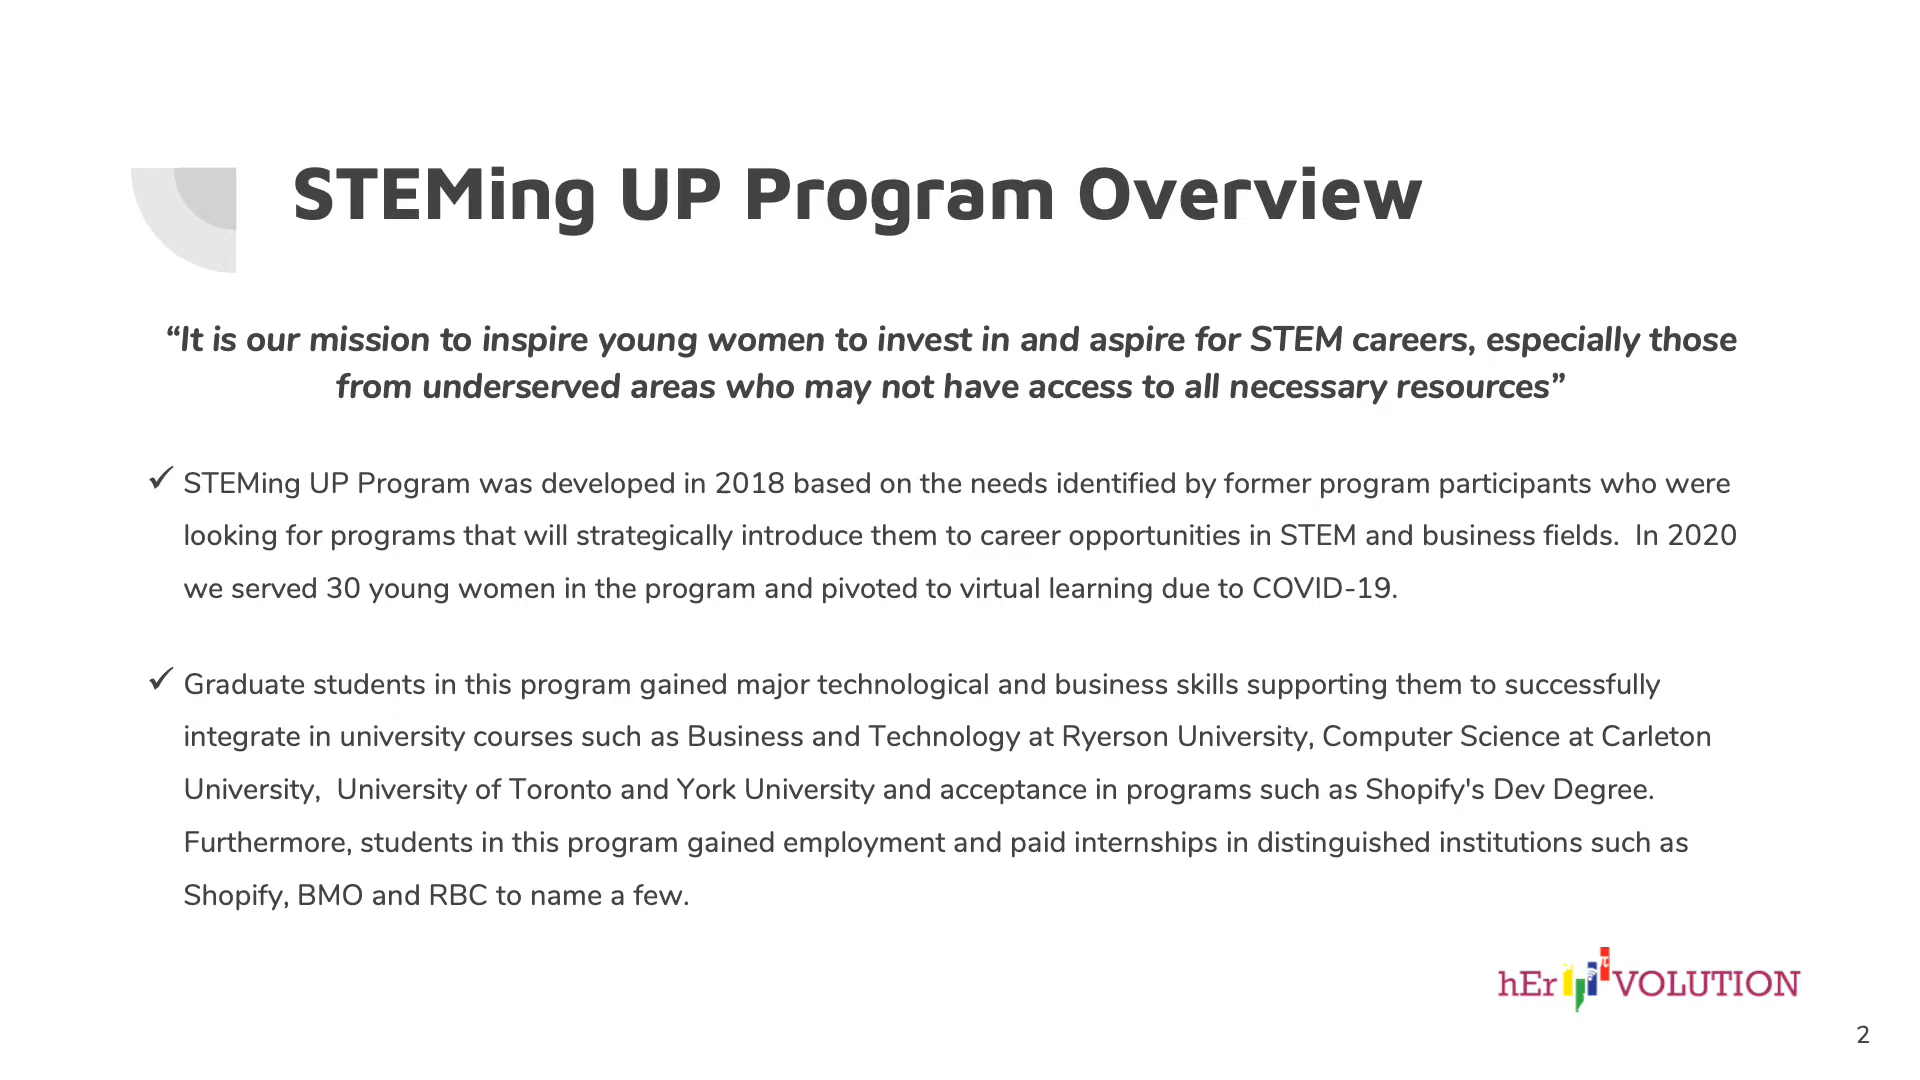 STEMing UP Program Overview
“It is our mission to inspire young women to invest in and aspire for STEM careers, especially those
from underserved areas who may not have access to all necessary resources”
✓ STEMing UP Program was developed in 2018 based on the needs identified by former program participants who were
looking for programs that will strategically introduce them to career opportunities in STEM and business fields.  In 2020
we served 30 young women in the program and pivoted to virtual learning due to COVID-19.
✓ Graduate students in this program gained major technological and business skills supporting them to successfully
integrate in university courses such as Business and Technology at Ryerson University, Computer Science at Carleton
University,  University of Toronto and York University and acceptance in programs such as Shopify's Dev Degree.
Furthermore, students in this program gained employment and paid internships in distinguished institutions such as
Shopify, BMO and RBC to name a few.
hEr VOLUTION
2